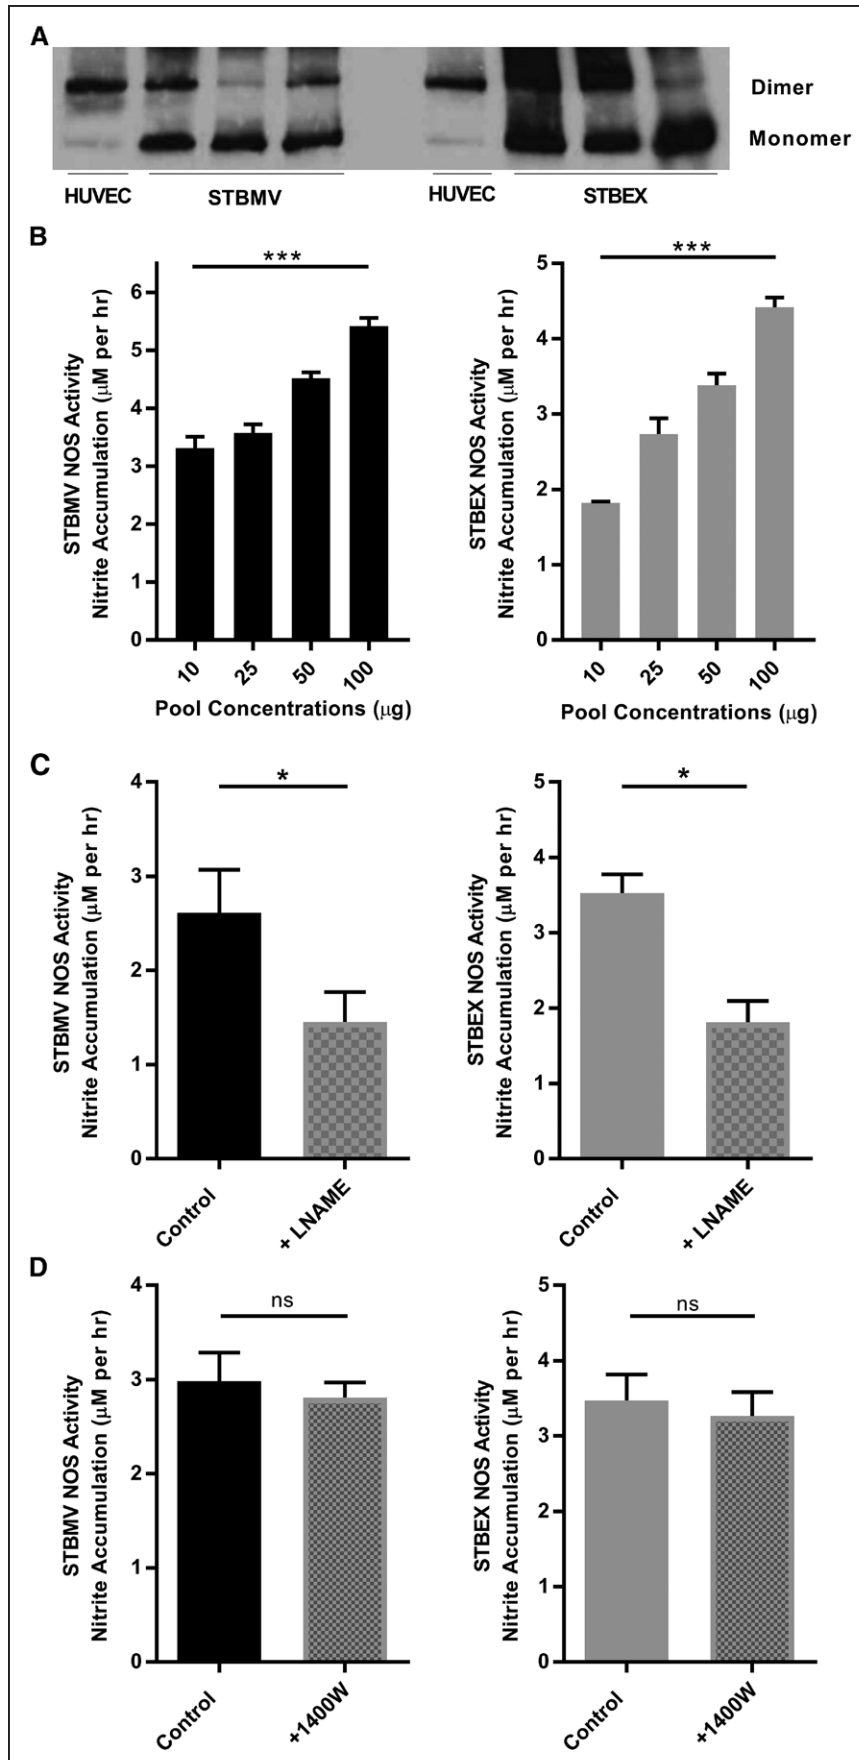 A
Dimer
Monomer
HUVEC STBMV HUVEC STBEX
B
STBMV NOS Activity
Nitrite Accumulation (μM per hr)
6
5
4
3
2
1
0
***
10 25 50 100
Pool Concentrations (μg)
STBEX NOS Activity
Nitrite Accumulation (μM per hr)
5
4
3
2
1
0
***
10 25 50 100
Pool Concentrations (μg)
C
STBMV NOS Activity
Nitrite Accumulation (μM per hr)
4
3
2
1
0
*
Control + LNAME
STBEX NOS Activity
Nitrite Accumulation (μM per hr)
5
4
3
2
1
0
*
Control + LNAME
D
STBMV NOS Activity
Nitrite Accumulation (μM per hr)
4
3
2
1
0
ns
Control +1400W
STBEX NOS Activity
Nitrite Accumulation (μM per hr)
5
4
3
2
1
0
ns
Control +1400W